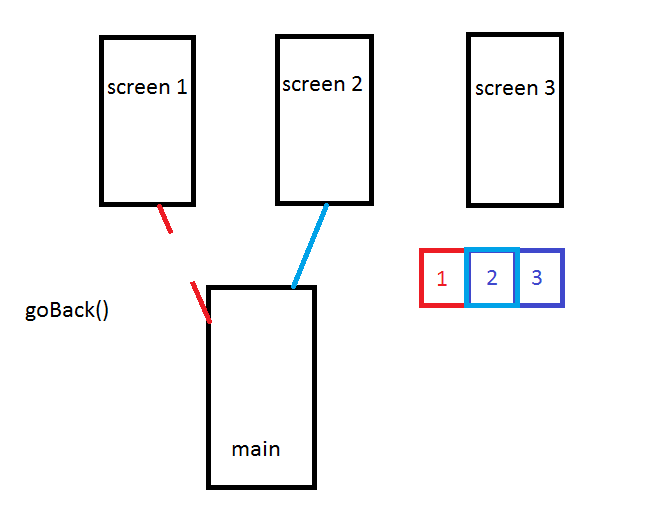 screen 1
screen 2
screen 3
1 2 3
goBack()
main